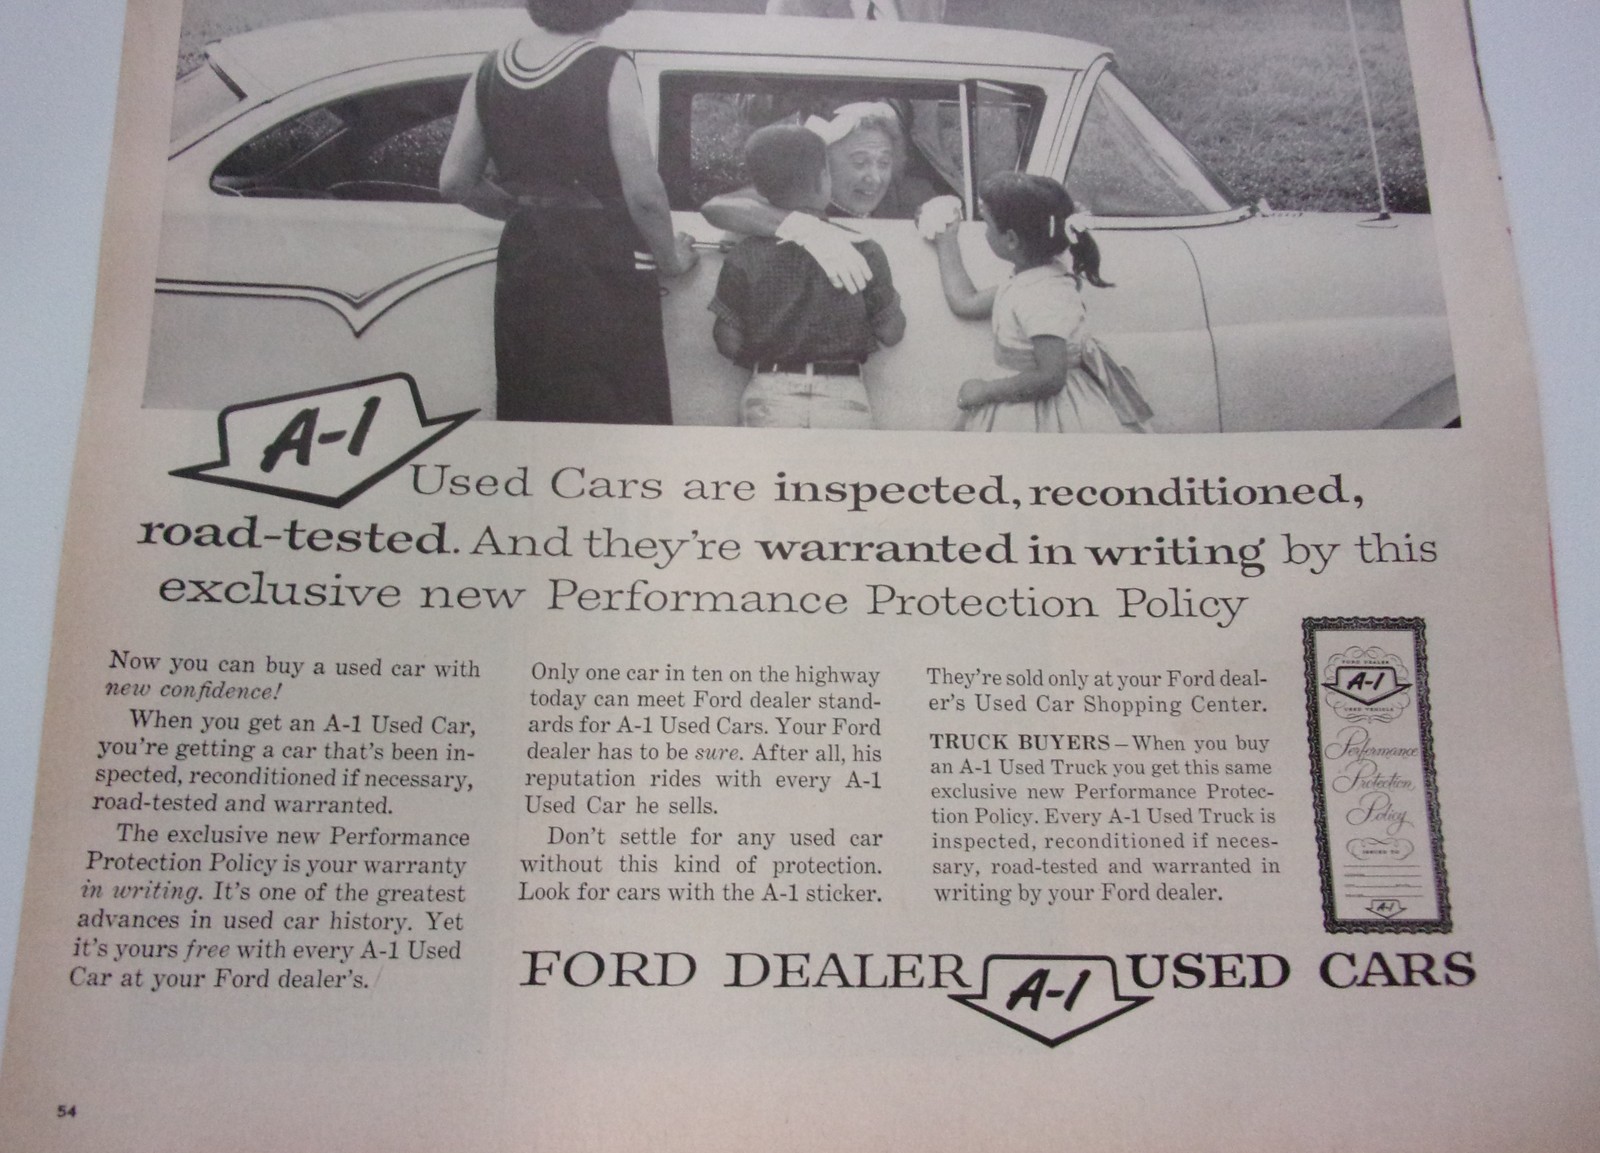 A-1
Used Cars are inspected, reconditioned,
road-tested. And they're warranted in writing by this
exclusive new Performance Protection Policy
Now you can buy a used car with
new confidence!
When you get an A-1 Used Car,
you're getting a car that's been in-
spected, reconditioned if necessary,
road-tested and warranted.
The exclusive new Performance
Protection Policy is your warranty
in writing. It's one of the greatest
advances in used car history. Yet
it's yours free with every A-1 Used
Car at your Ford dealer's.
Only one car in ten on the highway
today can meet Ford dealer stand-
ards for A-1 Used Cars. Your Ford
dealer has to be sure. After all, his
reputation rides with every A-1
Used Car he sells.
Don't settle for any used car
without this kind of protection.
Look for cars with the A-1 sticker.
They're sold only at your Ford deal-
er's Used Car Shopping Center.
TRUCK BUYERS – When you buy
an A-1 Used Truck you get this same
exclusive new Performance Protec-
tion Policy. Every A-1 Used Truck is
inspected, reconditioned if neces-
sary, road-tested and warranted in
writing by your Ford dealer.
FORD DEALER
A-1
USED VEHICLE
Performance
Protection
Policy
ISSUED TO
A-1
FORD DEALER A-1 USED CARS
54